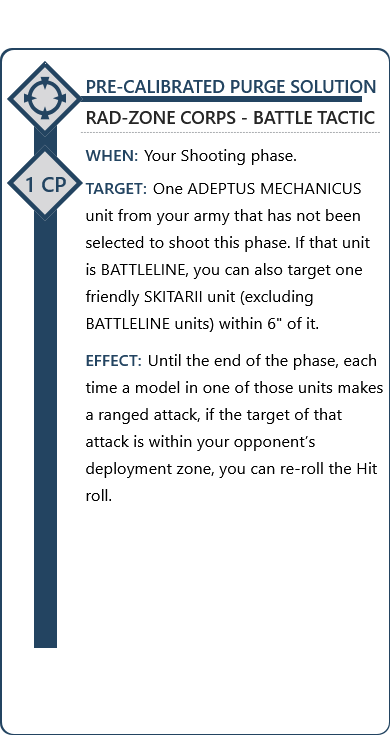 PRE-CALIBRATED PURGE SOLUTION
RAD-ZONE CORPS - BATTLE TACTIC
WHEN: Your Shooting phase.
1 CP
TARGET: One ADEPTUS MECHANICUS
unit from your army that has not been
selected to shoot this phase. If that unit
is BATTLELINE, you can also target one
friendly SKITARII unit (excluding
BATTLELINE units) within 6" of it.
EFFECT: Until the end of the phase, each
time a model in one of those units makes
a ranged attack, if the target of that
attack is within your opponent's
deployment zone, you can re-roll the Hit
roll.